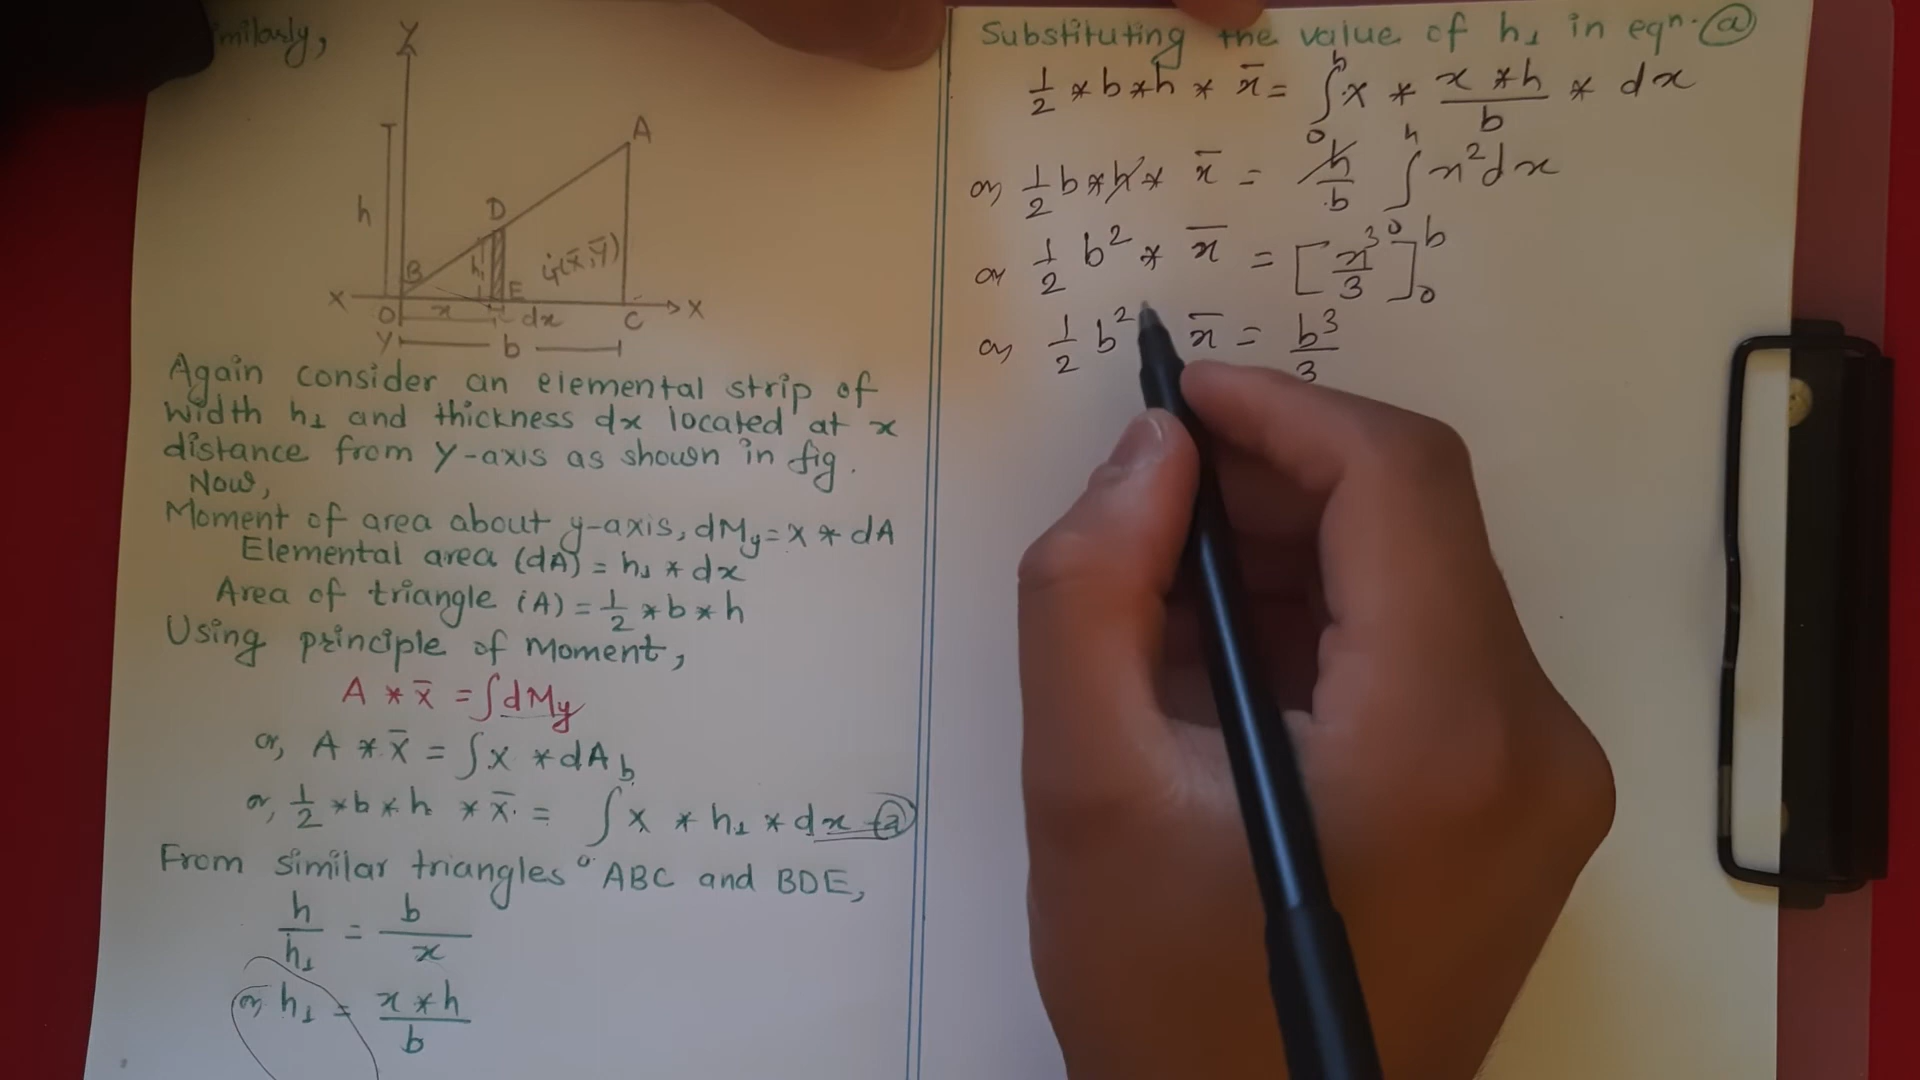 imilarly,
Y
A
h
D
B
h₁
G(x̄,ȳ)
E
X
X
O
x
dx
C
Y
b
Again consider an elemental strip of
width h₁ and thickness dx located at x
distance from Y-axis as shown in fig.
Now,
Moment of area about y-axis, dMy = x * dA
Elemental area (dA) = h₁ * dx
Area of triangle (A) = 1/2 * b * h
Using principle of Moment,
A * x̄ = ∫dMy
or, A * x̄ = ∫x * dA
or, 1/2 * b * h * x̄ = ∫₀ᵇ x * h₁ * dx - (a)
From similar triangles ABC and BDE,
h/h₁ = b/x
or h₁ = x * h / b
Substituting the value of h₁ in eqⁿ. (a)
1/2 * b * h * x̄ = ∫₀ᵇ x * x * h / b * dx
or 1/2 b * h * x̄ = h/b ∫₀ʰ x² dx
or 1/2 b² * x̄ = [x³/3]₀ᵇ
or 1/2 b² x̄ = b³/3